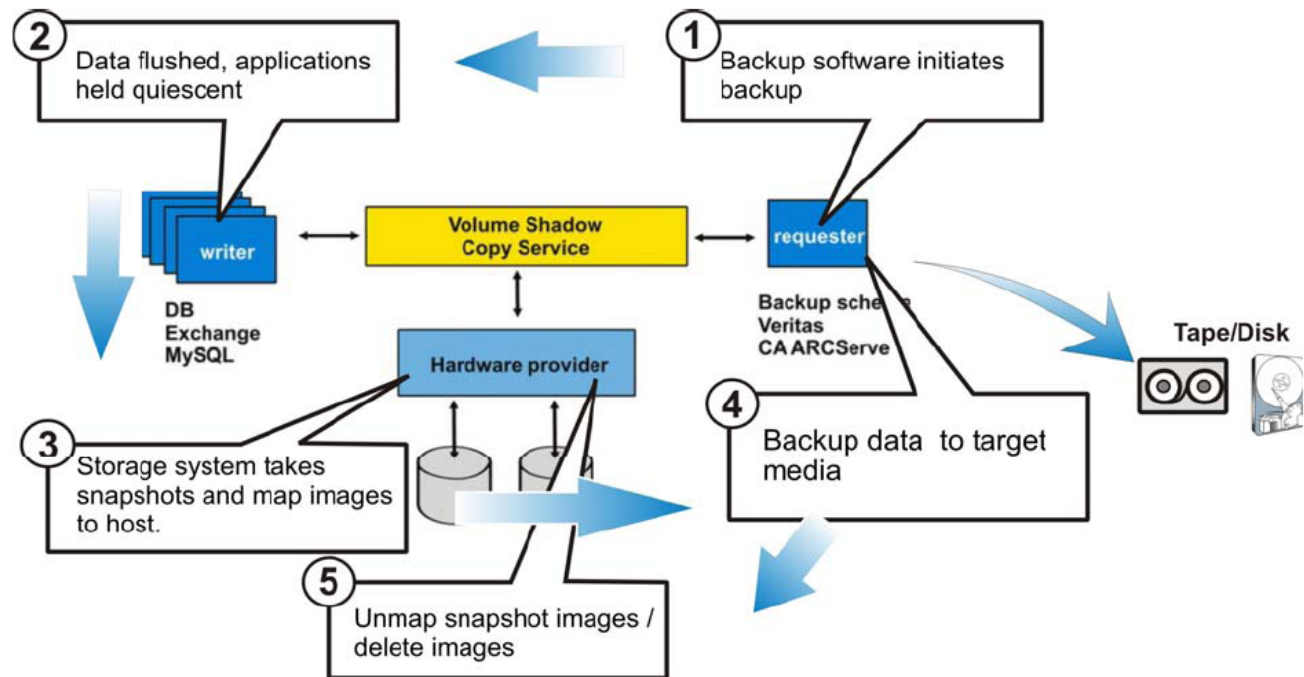 2
Data flushed, applications
held quiescent
1
Backup software initiates
backup
writer
Volume Shadow
Copy Service
requester
DB
Exchange
MySQL
Hardware provider
Backup
Veritas
CA ARCServe
Tape/Disk
3
Storage system takes
snapshots and map images
to host.
4
Backup data to target
media
5
Unmap snapshot images /
delete images